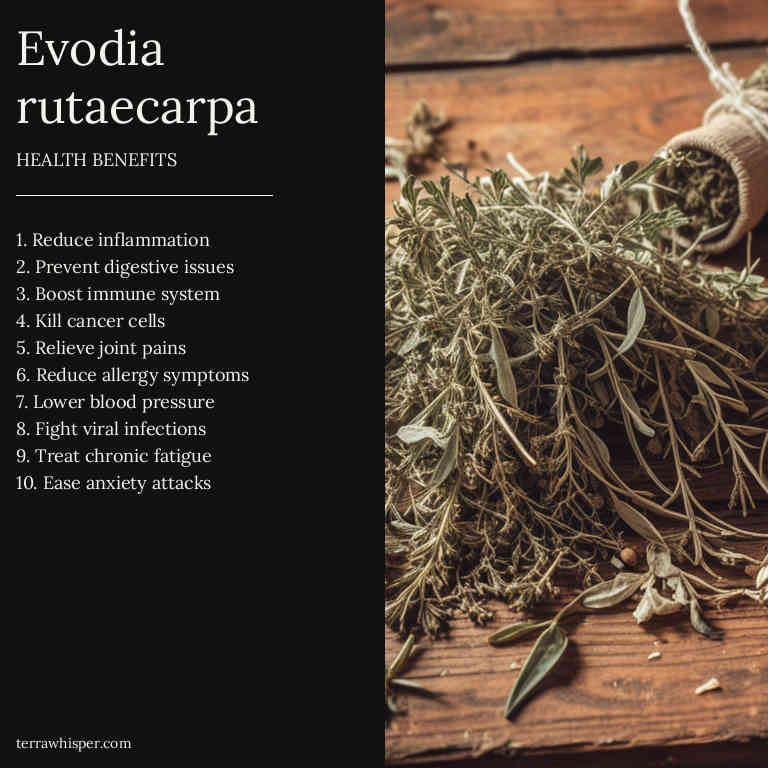 Evodia
rutaecarpa
HEALTH BENEFITS
1. Reduce inflammation
2. Prevent digestive issues
3. Boost immune system
4. Kill cancer cells
5. Relieve joint pains
6. Reduce allergy symptoms
7. Lower blood pressure
8. Fight viral infections
9. Treat chronic fatigue
10. Ease anxiety attacks
terrawhisper.com